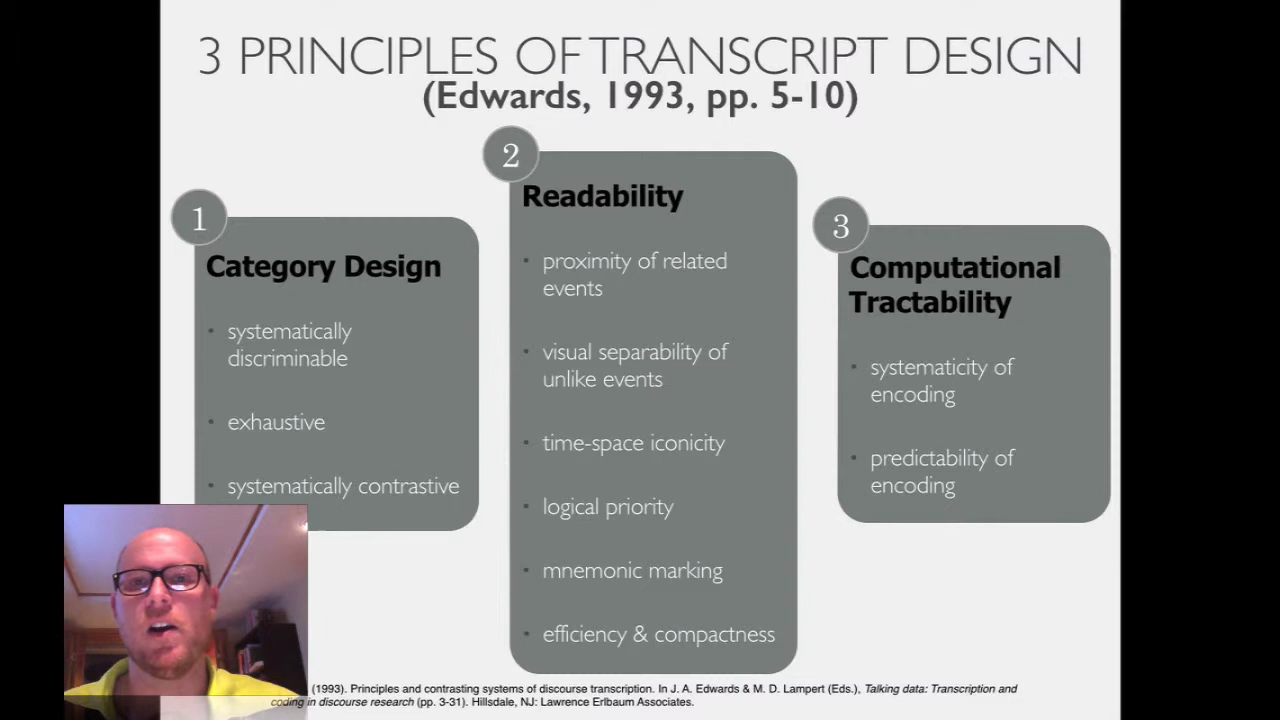 3 PRINCIPLES OF TRANSCRIPT DESIGN
(Edwards, 1993, pp. 5-10)
1
Category Design
systematically
discriminable
exhaustive
systematically contrastive
2
Readability
proximity of related
events
visual separability of
unlike events
time-space iconicity
logical priority
mnemonic marking
efficiency & compactness
3
Computational
Tractability
systematicity of
encoding
predictability of
encoding
(1993). Principles and contrasting systems of discourse transcription. In J. A. Edwards & M. D. Lampert (Eds.), Talking data: Transcription and
coding in discourse research (pp. 3-31). Hillsdale, NJ: Lawrence Erlbaum Associates.